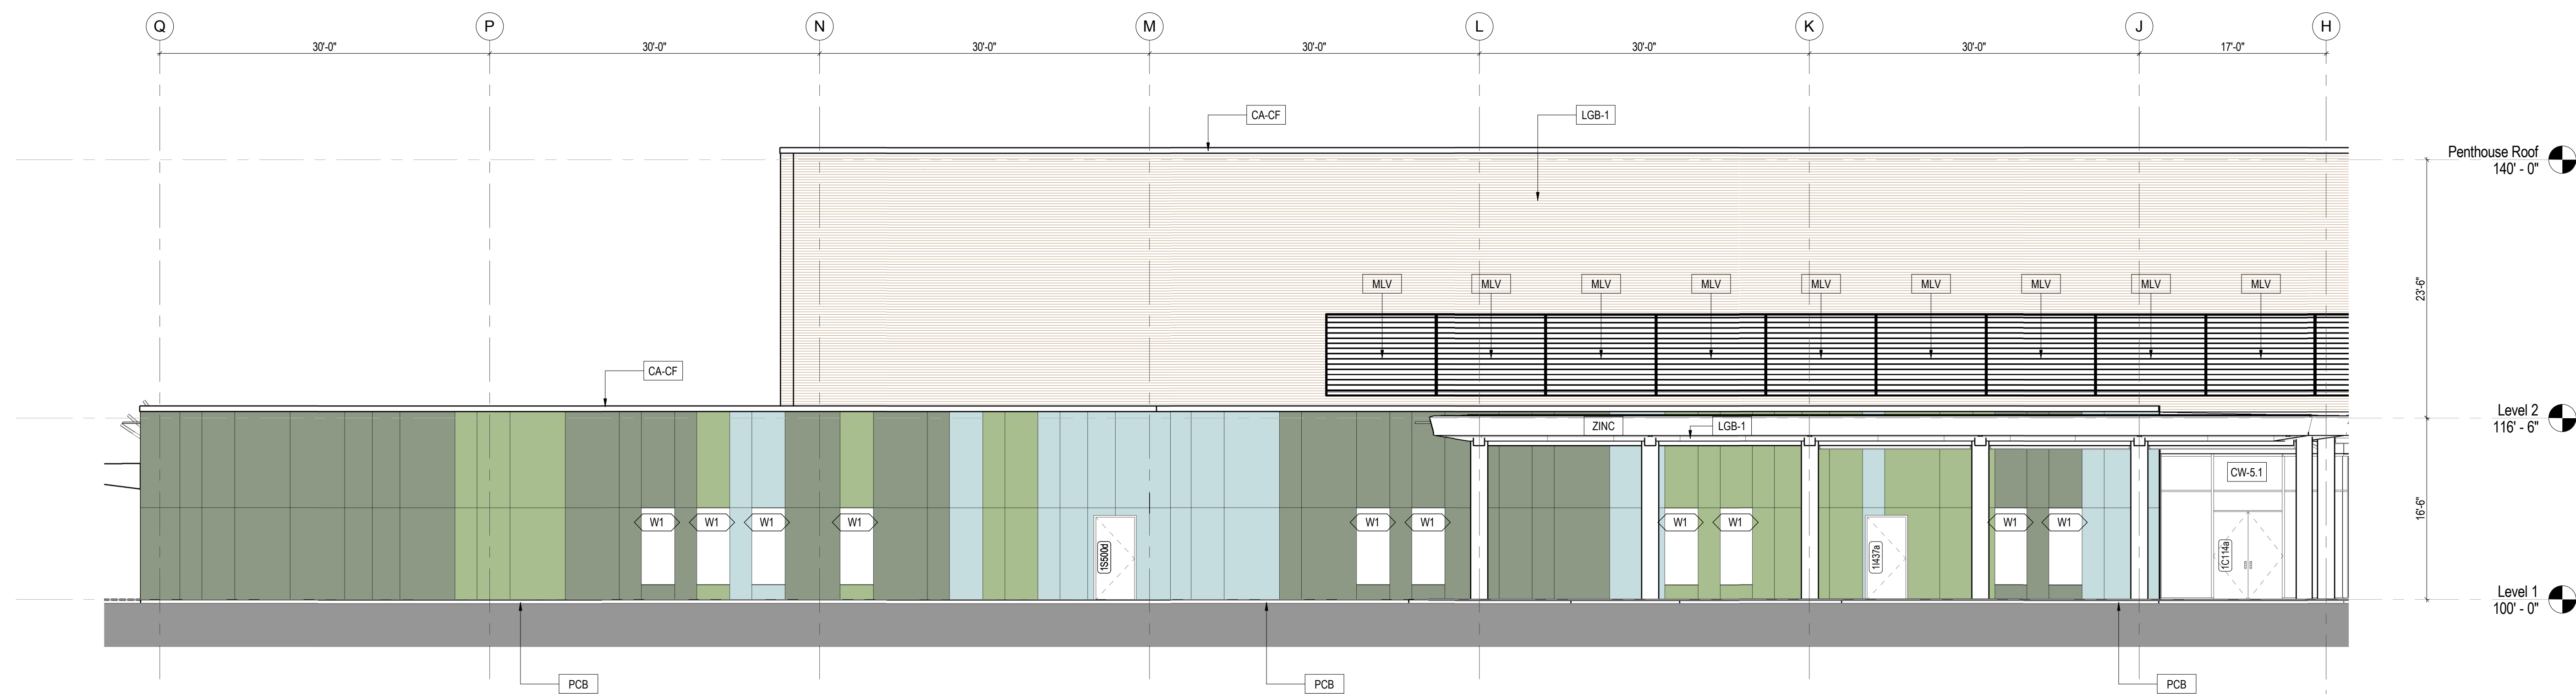 Q P N M L K J H
30'-0" 30'-0" 30'-0" 30'-0" 30'-0" 30'-0" 17'-0"
CA-CF LGB-1
Penthouse Roof
140' - 0"
MLV MLV MLV MLV MLV MLV MLV MLV MLV
23'-6"
CA-CF
Level 2
116' - 6"
ZINC LGB-1
CW-5.1
16'-6"
W1 W1 W1 W1 W1 W1 W1 W1 W1 W1
1S500d 1I437a 1C114a
Level 1
100' - 0"
PCB PCB PCB